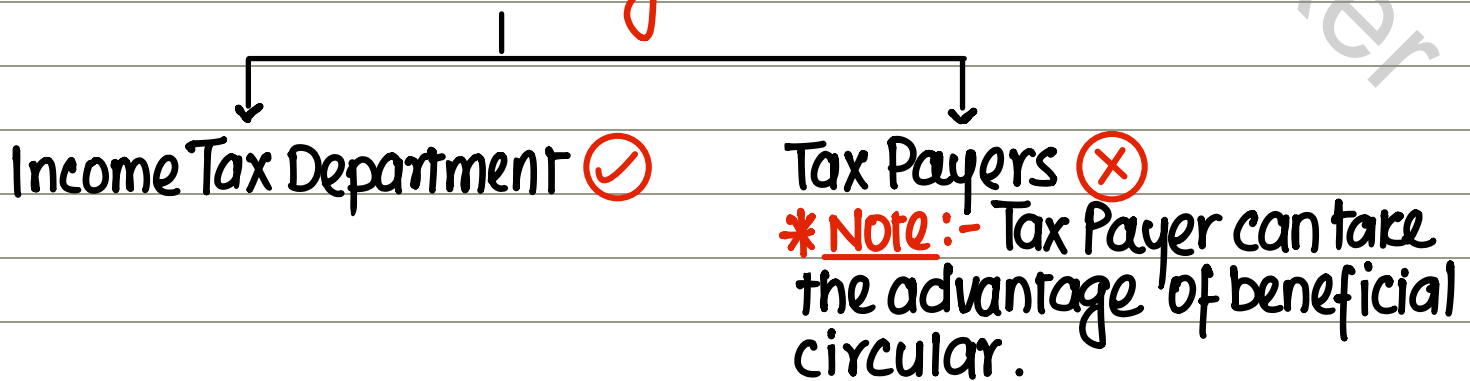 Income Tax Department
Tax Payers
* Note :- Tax Payer can take
the advantage of beneficial
circular.